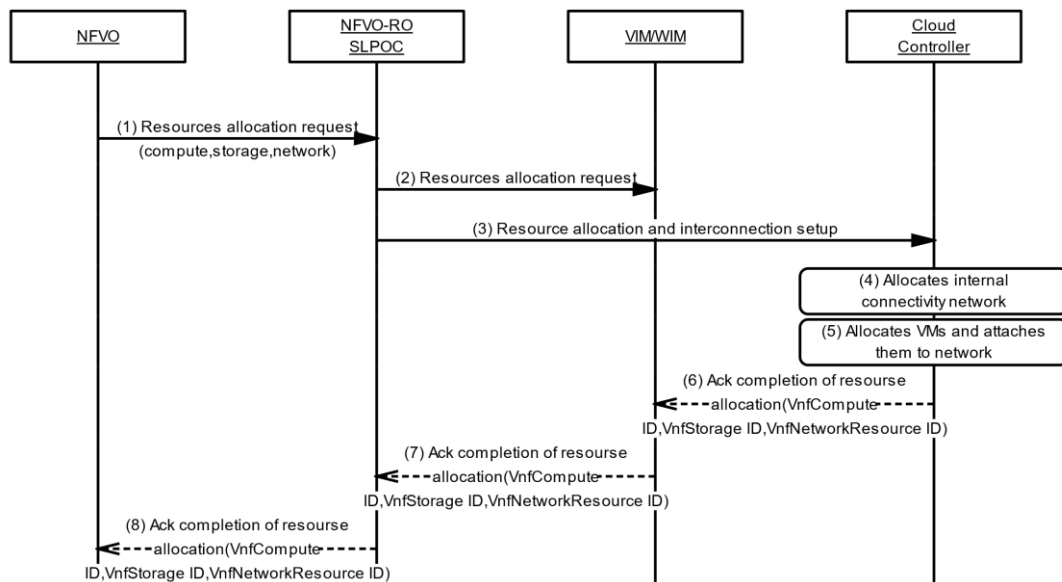 NFVO
NFVO-RO
SLPOC
VIM/WIM
Cloud
Controller
(1) Resources allocation request
(compute,storage,network)
(2) Resources allocation request
(3) Resource allocation and interconnection setup
(4) Allocates internal
connectivity network
(5) Allocates VMs and attaches
them to network
(6) Ack completion of resourse
allocation(VnfCompute
ID,VnfStorage ID,VnfNetworkResource ID)
(7) Ack completion of resourse
allocation(VnfCompute
ID,VnfStorage ID,VnfNetworkResource ID)
(8) Ack completion of resourse
allocation(VnfCompute
ID,VnfStorage ID,VnfNetworkResource ID)